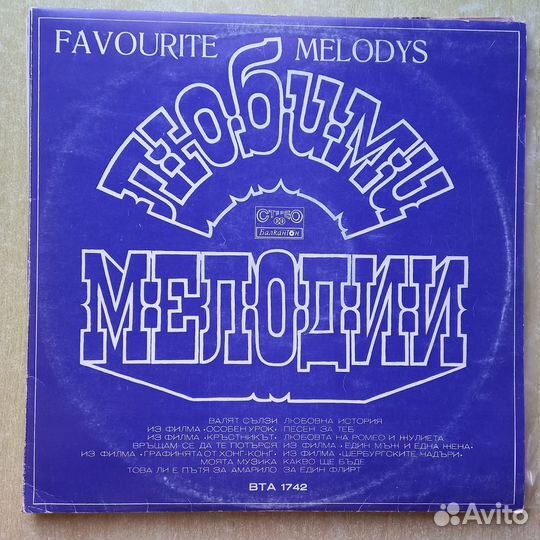 FAVOURITE MELODYS
ЛЮБИМИ
СТЕРЕО
Балкантон
МЕЛОДИИ
ВАЛЯТ СЪЛЗИ ЛЮБОВНА ИСТОРИЯ
ИЗ ФИЛМА «ОСОБЕН УРОК» ПЕСЕН ЗА ТЕБ
ИЗ ФИЛМА «КРЪСТНИКЪТ» ЛЮБОВТА НА РОМЕО И ЖУЛИЕТА
ВРЪЩАМ СЕ ДА ТЕ ПОТЪРСЯ ИЗ ФИЛМА «ЕДИН МЪЖ И ЕДНА ЖЕНА»
ИЗ ФИЛМА «ГРАФИНЯТА ОТ ХОНГ-КОНГ» ИЗ ФИЛМА «ШЕРБУРГСКИТЕ ЧАДЪРИ»
МОЯТА МУЗИКА КАКВО ЩЕ БЪДЕ
ТОВА ЛИ Е ПЪТЯ ЗА АМАРИЛО ЗА ЕДИН ФЛИРТ
ВТА 1742
Avito